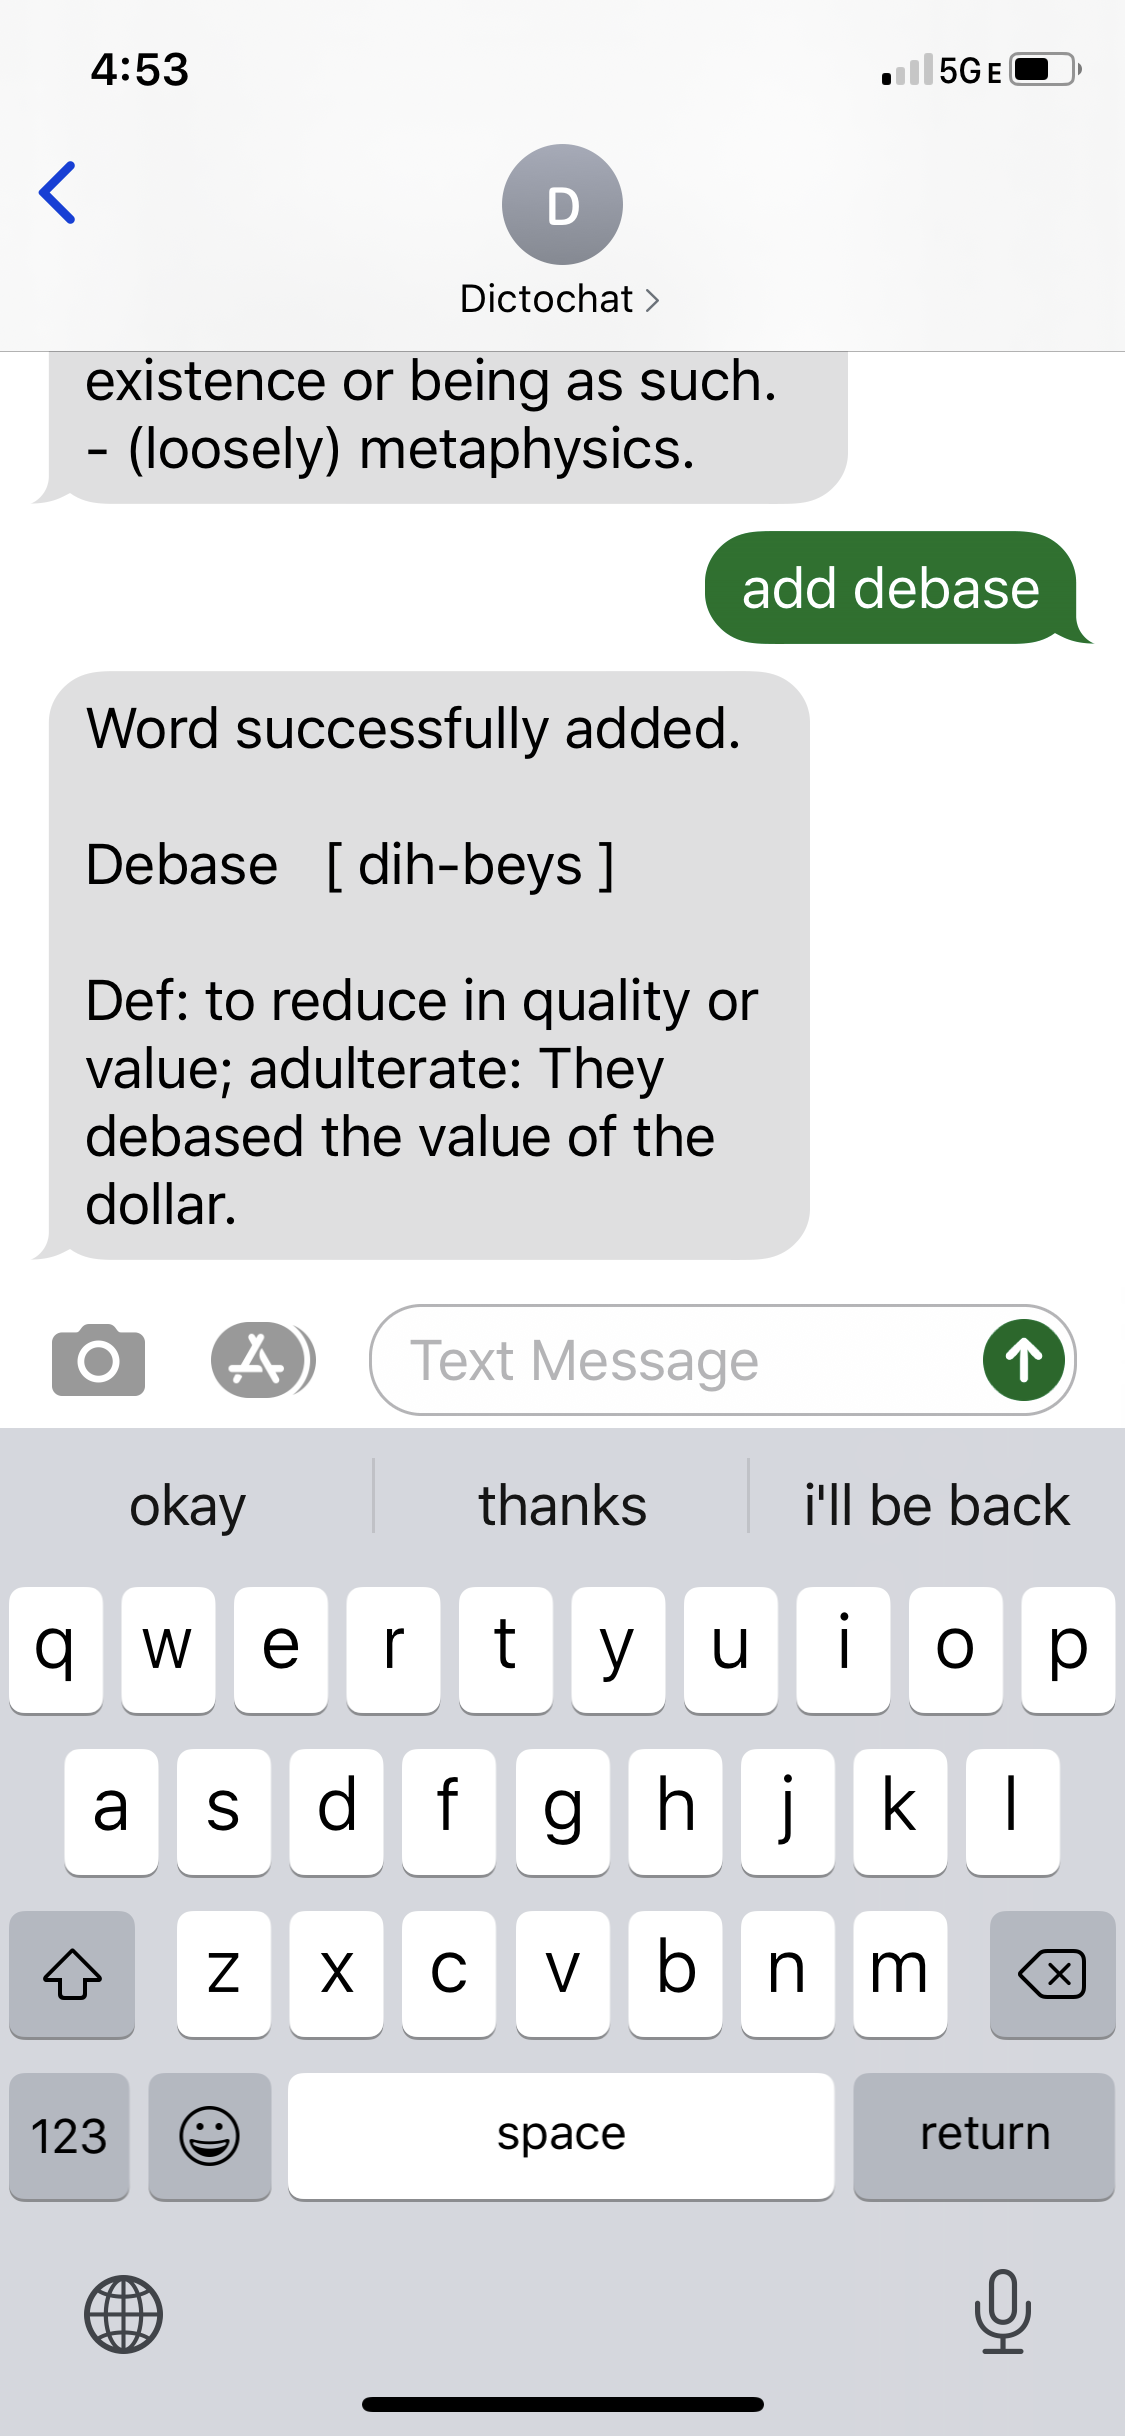 4:53
5G E
D
Dictochat
existence or being as such.
- (loosely) metaphysics.
add debase
Word successfully added.
Debase [ dih-beys ]
Def: to reduce in quality or
value; adulterate: They
debased the value of the
dollar.
Text Message
okay thanks i'll be back
q w e r t y u i o p
a s d f g h j k l
z x c v b n m
123 space return